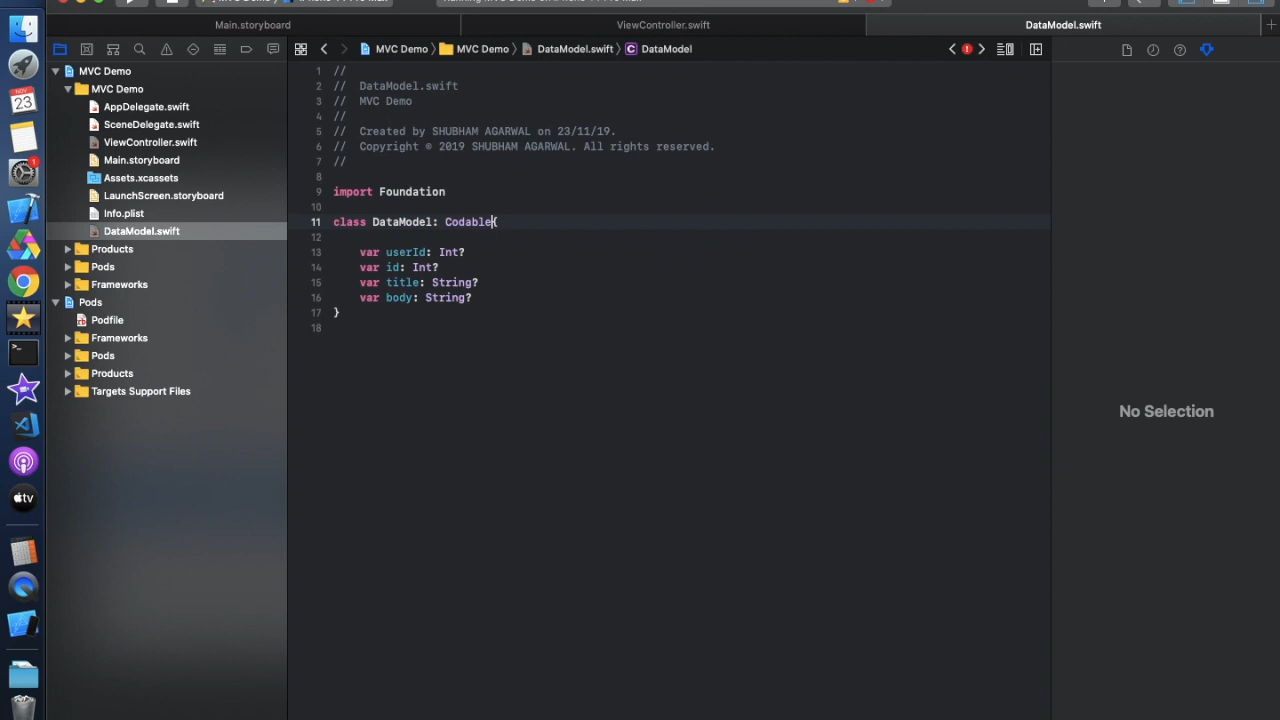 Main.storyboard
ViewController.swift
DataModel.swift
MVC Demo
MVC Demo
DataModel.swift
DataModel
MVC Demo
MVC Demo
AppDelegate.swift
SceneDelegate.swift
ViewController.swift
Main.storyboard
Assets.xcassets
LaunchScreen.storyboard
Info.plist
DataModel.swift
Products
Pods
Frameworks
Pods
Podfile
Frameworks
Pods
Products
Targets Support Files
1 //
2 // DataModel.swift
3 // MVC Demo
4 //
5 // Created by SHUBHAM AGARWAL on 23/11/19.
6 // Copyright © 2019 SHUBHAM AGARWAL. All rights reserved.
7 //
8
9 import Foundation
10
11 class DataModel: Codable{
12
13 var userId: Int?
14 var id: Int?
15 var title: String?
16 var body: String?
17 }
18
No Selection
NOV
23
1
tv